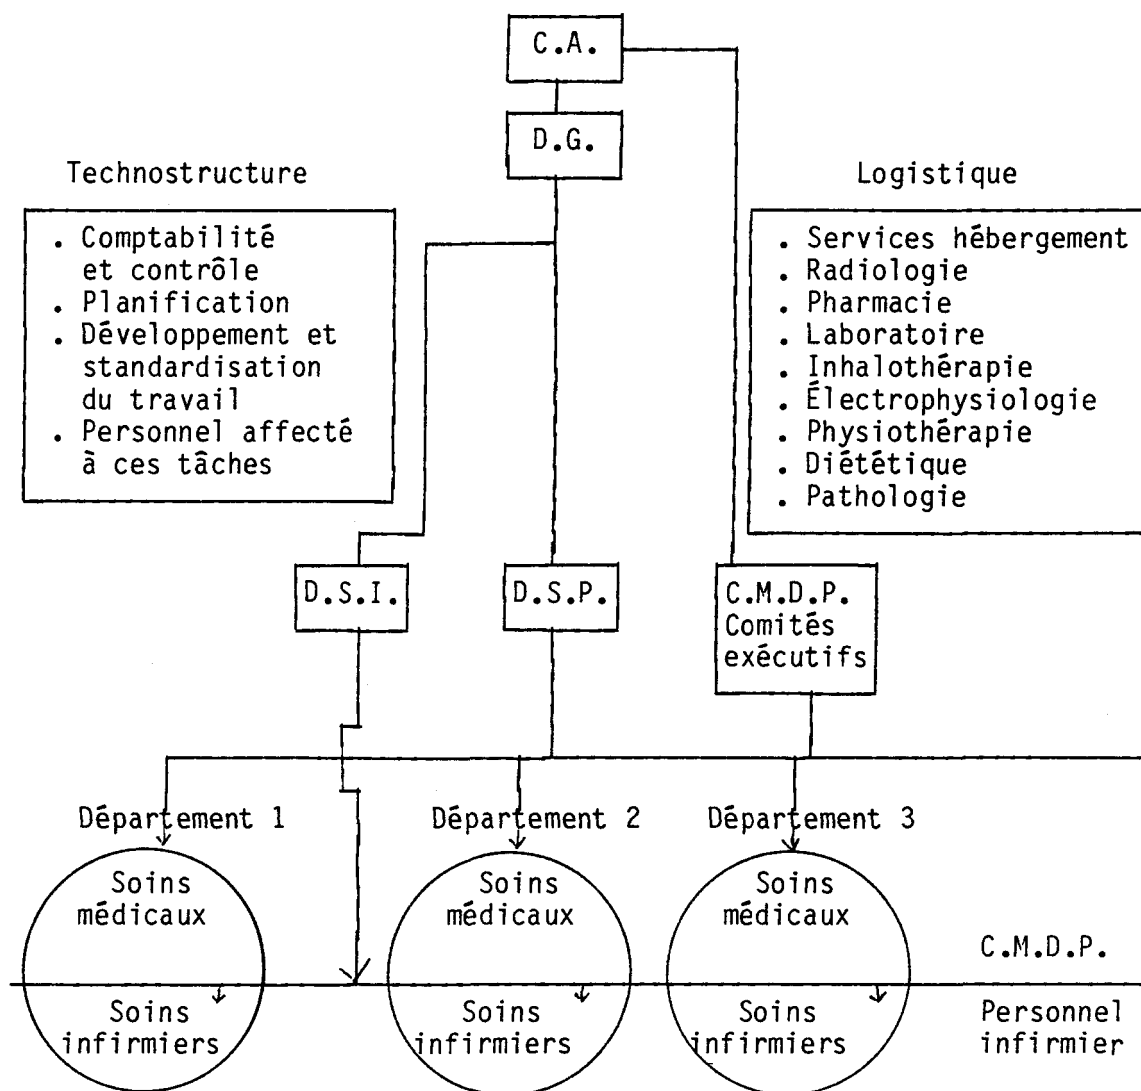 C.A.
D.G.
Technostructure
. Comptabilité
et contrôle
. Planification
. Développement et
standardisation
du travail
. Personnel affecté
à ces tâches
Logistique
. Services hébergement
. Radiologie
. Pharmacie
. Laboratoire
. Inhalothérapie
. Électrophysiologie
. Physiothérapie
. Diététique
. Pathologie
D.S.I.
D.S.P.
C.M.D.P.
Comités
exécutifs
Département 1
Département 2
Département 3
Soins
médicaux
Soins
médicaux
Soins
médicaux
C.M.D.P.
Soins
infirmiers
Soins
infirmiers
Soins
infirmiers
Personnel
infirmier